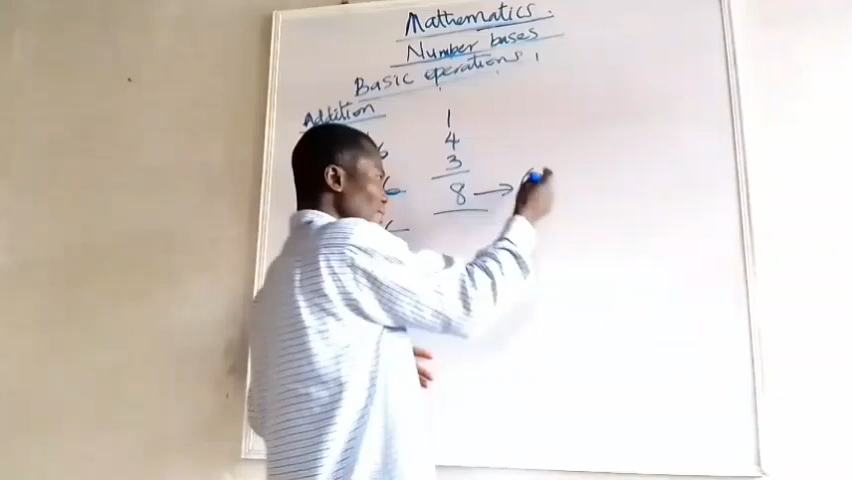 Mathematics.
Number bases
Basic operations
Addition
1
4
3
8 →